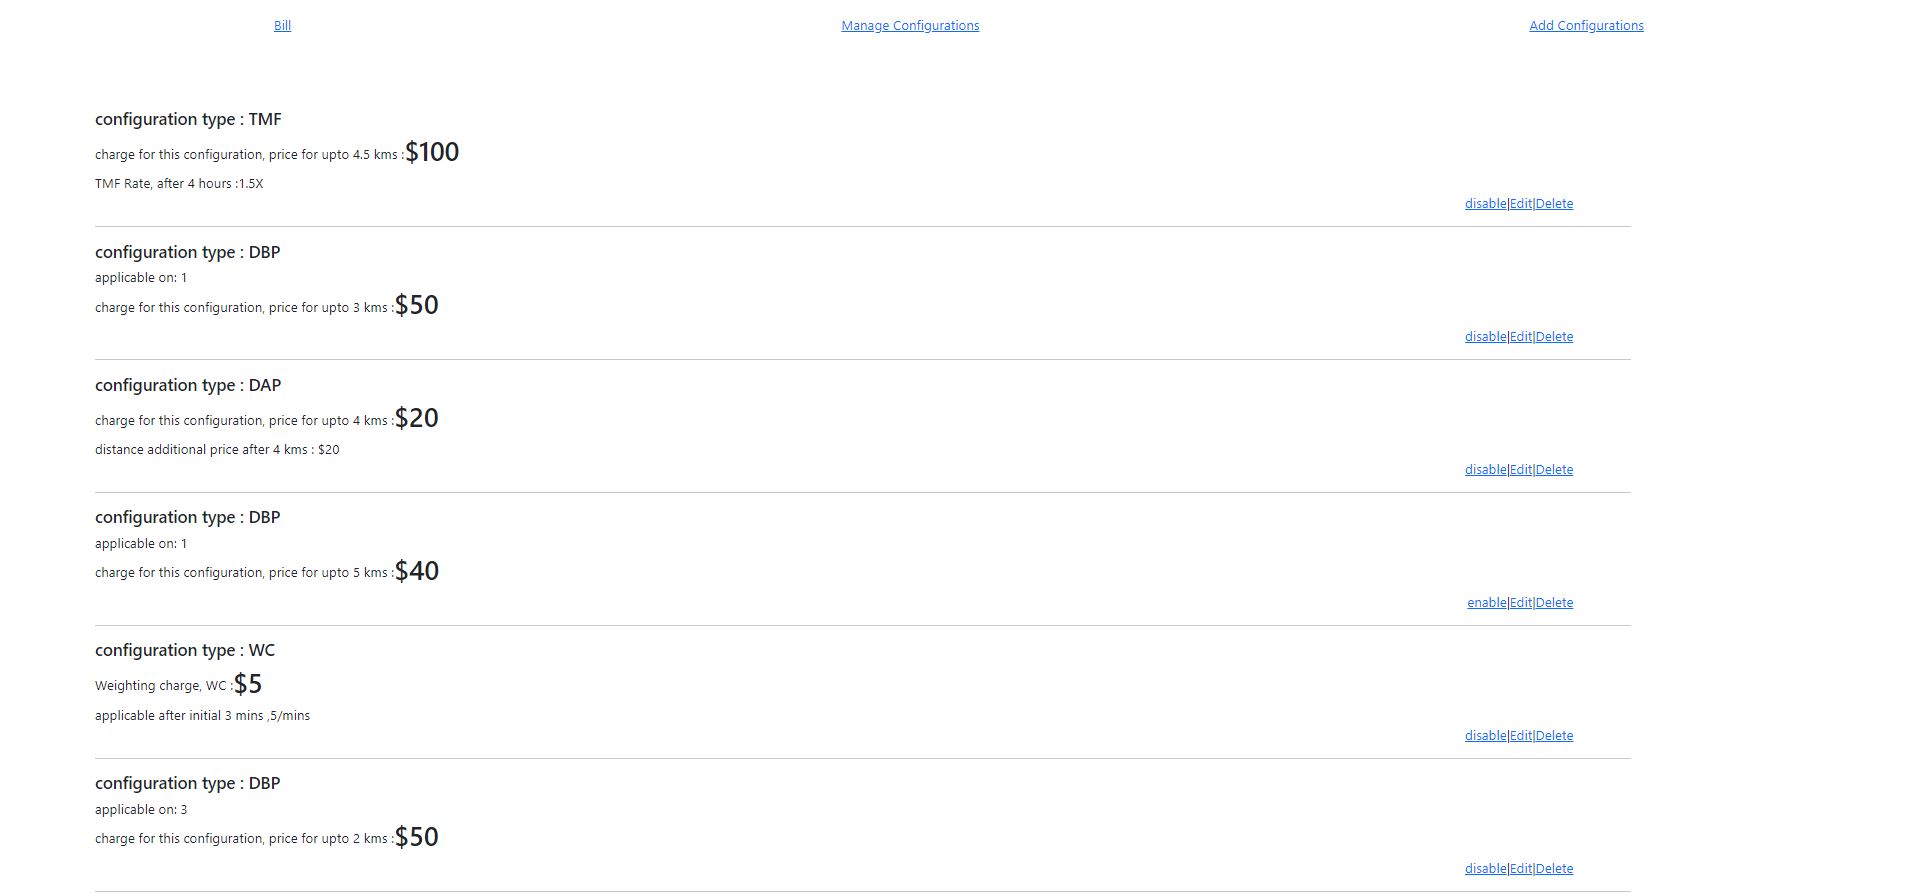 Bill Manage Configurations Add Configurations
configuration type : TMF
charge for this configuration, price for upto 4.5 kms :$100
TMF Rate, after 4 hours :1.5X
disable|Edit|Delete
configuration type : DBP
applicable on: 1
charge for this configuration, price for upto 3 kms :$50
disable|Edit|Delete
configuration type : DAP
charge for this configuration, price for upto 4 kms :$20
distance additional price after 4 kms : $20
disable|Edit|Delete
configuration type : DBP
applicable on: 1
charge for this configuration, price for upto 5 kms :$40
enable|Edit|Delete
configuration type : WC
Weighting charge, WC :$5
applicable after initial 3 mins ,5/mins
disable|Edit|Delete
configuration type : DBP
applicable on: 3
charge for this configuration, price for upto 2 kms :$50
disable|Edit|Delete